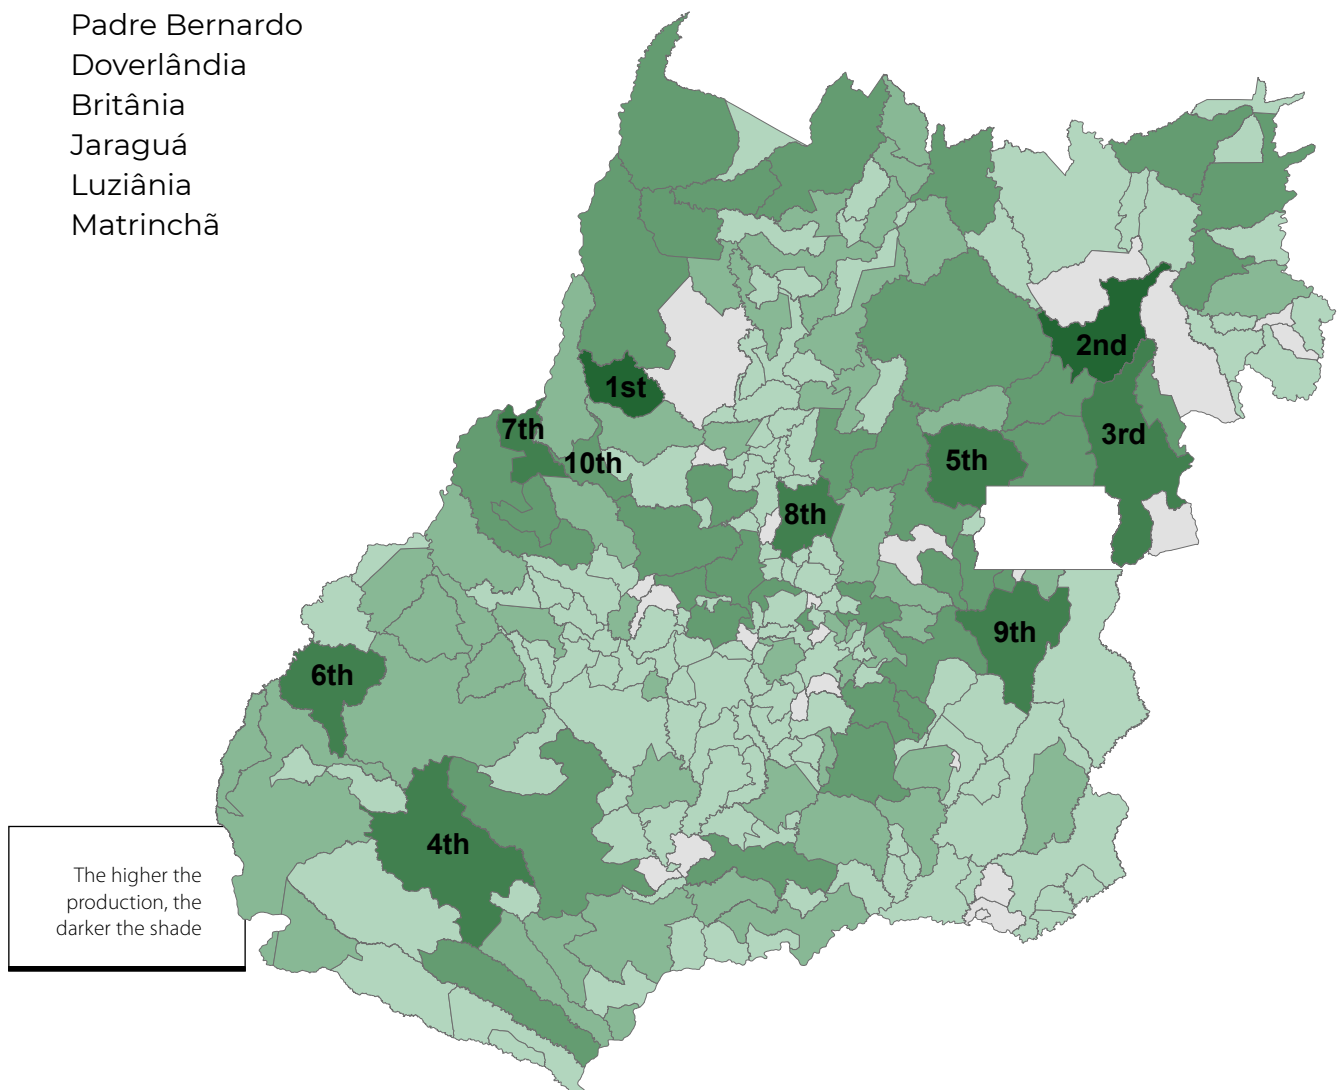 Padre Bernardo
Doverlândia
Britânia
Jaraguá
Luziânia
Matrinchã
2nd
1st
7th
3rd
10th
5th
8th
9th
6th
4th
The higher the
production, the
darker the shade